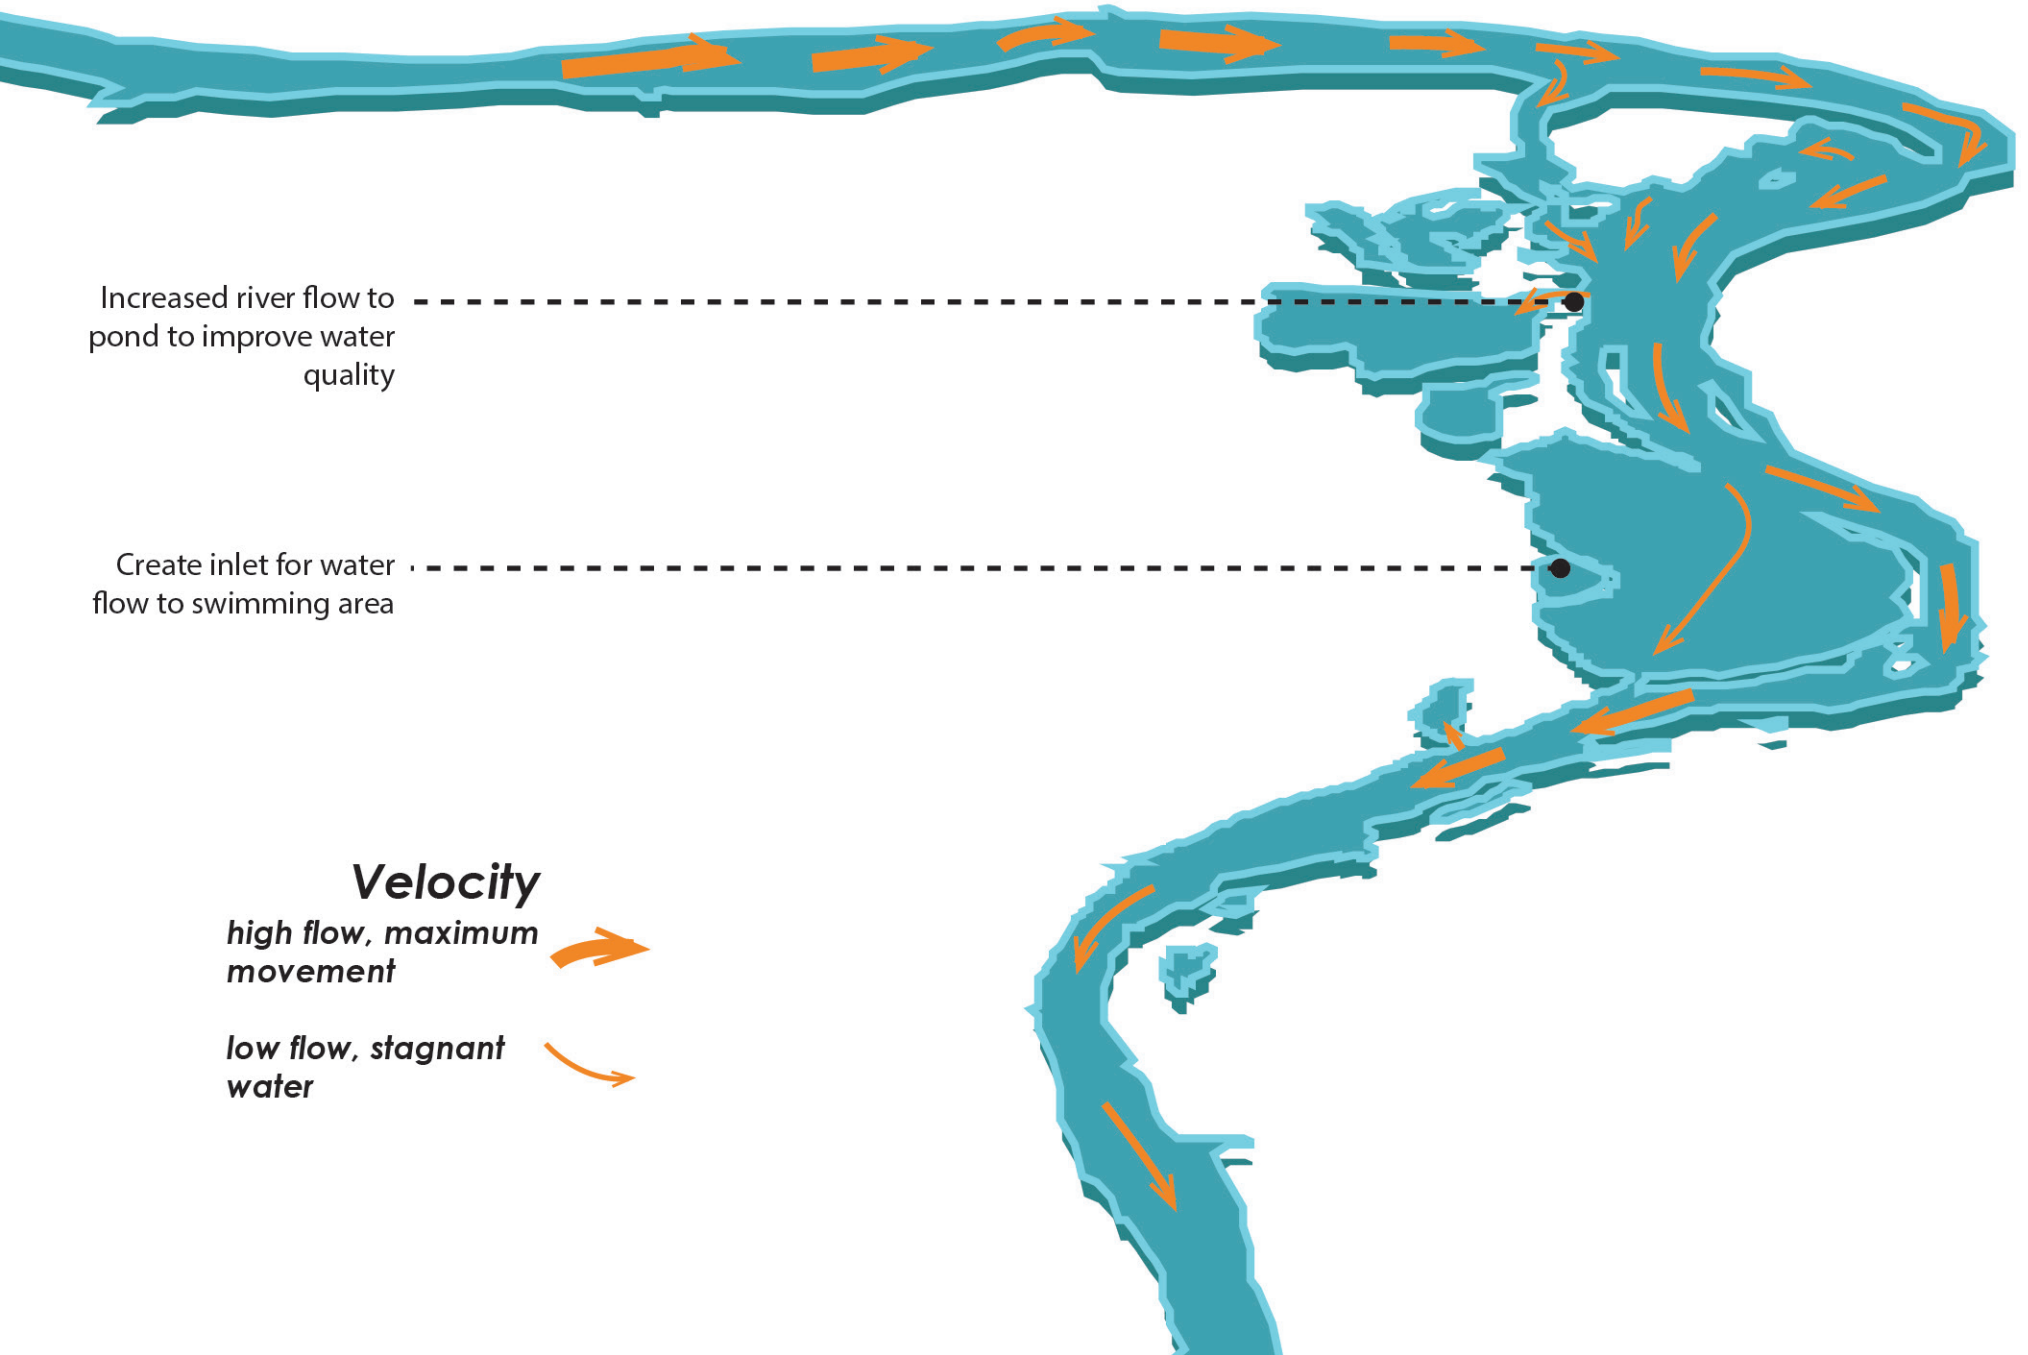 Increased river flow to
pond to improve water
quality
Create inlet for water
flow to swimming area
Velocity
high flow, maximum
movement
low flow, stagnant
water